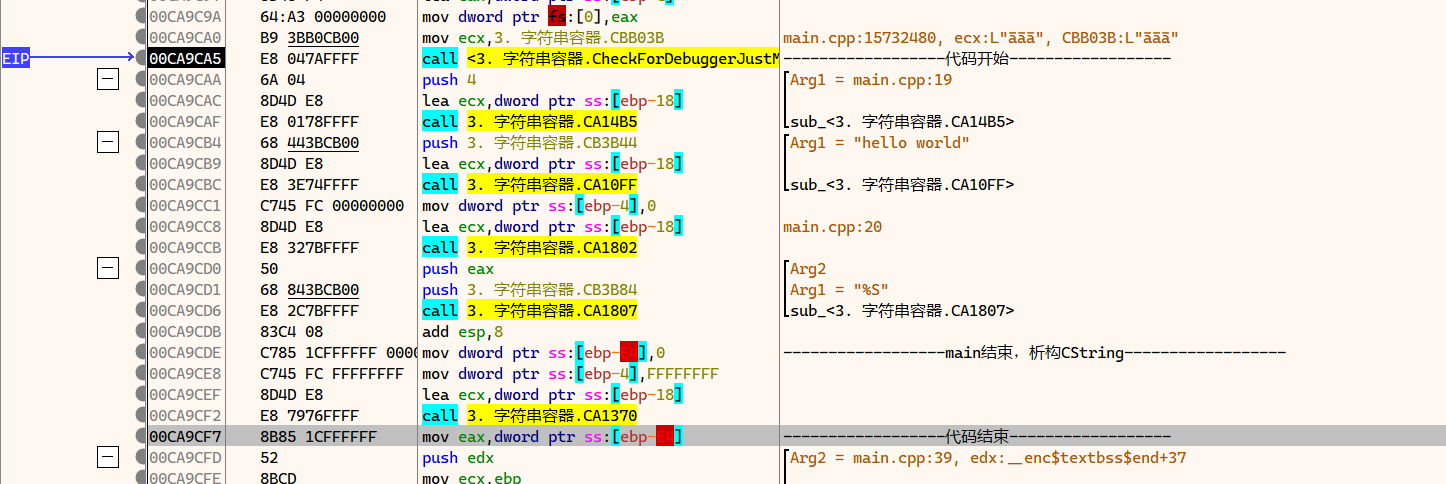 00CA9C9A 64:A3 00000000 mov dword ptr fs:[0],eax
00CA9CA0 B9 3BB0CB00 mov ecx,3. 字符串容器.CBB03B main.cpp:15732480, ecx:L"ãāā", CBB03B:L"ãāā"
EIP 00CA9CA5 E8 047AFFFF call <3. 字符串容器.CheckForDebuggerJustM ------------------代码开始------------------
00CA9CAA 6A 04 push 4 Arg1 = main.cpp:19
00CA9CAC 8D4D E8 lea ecx,dword ptr ss:[ebp-18]
00CA9CAF E8 0178FFFF call 3. 字符串容器.CA14B5 sub_<3. 字符串容器.CA14B5>
00CA9CB4 68 443BCB00 push 3. 字符串容器.CB3B44 Arg1 = "hello world"
00CA9CB9 8D4D E8 lea ecx,dword ptr ss:[ebp-18]
00CA9CBC E8 3E74FFFF call 3. 字符串容器.CA10FF sub_<3. 字符串容器.CA10FF>
00CA9CC1 C745 FC 00000000 mov dword ptr ss:[ebp-4],0
00CA9CC8 8D4D E8 lea ecx,dword ptr ss:[ebp-18] main.cpp:20
00CA9CCB E8 327BFFFF call 3. 字符串容器.CA1802
00CA9CD0 50 push eax Arg2
00CA9CD1 68 843BCB00 push 3. 字符串容器.CB3B84 Arg1 = "%S"
00CA9CD6 E8 2C7BFFFF call 3. 字符串容器.CA1807 sub_<3. 字符串容器.CA1807>
00CA9CDB 83C4 08 add esp,8
00CA9CDE C785 1CFFFFFF 0000 mov dword ptr ss:[ebp-E4],0 ------------------main结束，析构CString------------------
00CA9CE8 C745 FC FFFFFFFF mov dword ptr ss:[ebp-4],FFFFFFFF
00CA9CEF 8D4D E8 lea ecx,dword ptr ss:[ebp-18]
00CA9CF2 E8 7976FFFF call 3. 字符串容器.CA1370
00CA9CF7 8B85 1CFFFFFF mov eax,dword ptr ss:[ebp-E4] ------------------代码结束------------------
00CA9CFD 52 push edx Arg2 = main.cpp:39, edx:__enc$textbss$end+37
00CA9CFE 8BCD mov ecx,ebp